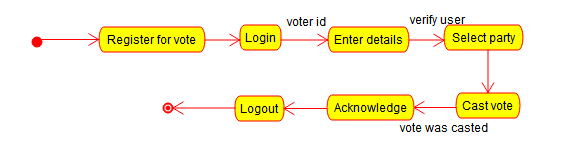 voter id
verify user
Register for vote
Login
Enter details
Select party
Logout
Acknowledge
Cast vote
vote was casted